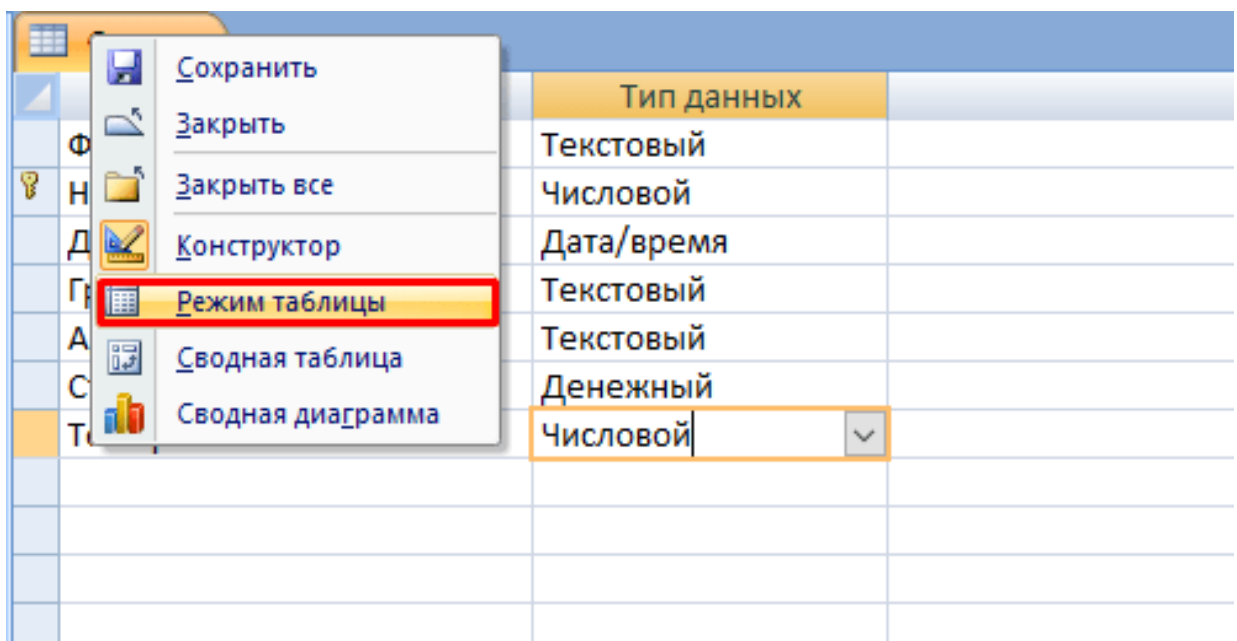 Сохранить
Закрыть
Закрыть все
Конструктор
Режим таблицы
Сводная таблица
Сводная диаграмма
Тип данных
Текстовый
Числовой
Дата/время
Текстовый
Текстовый
Денежный
Числовой